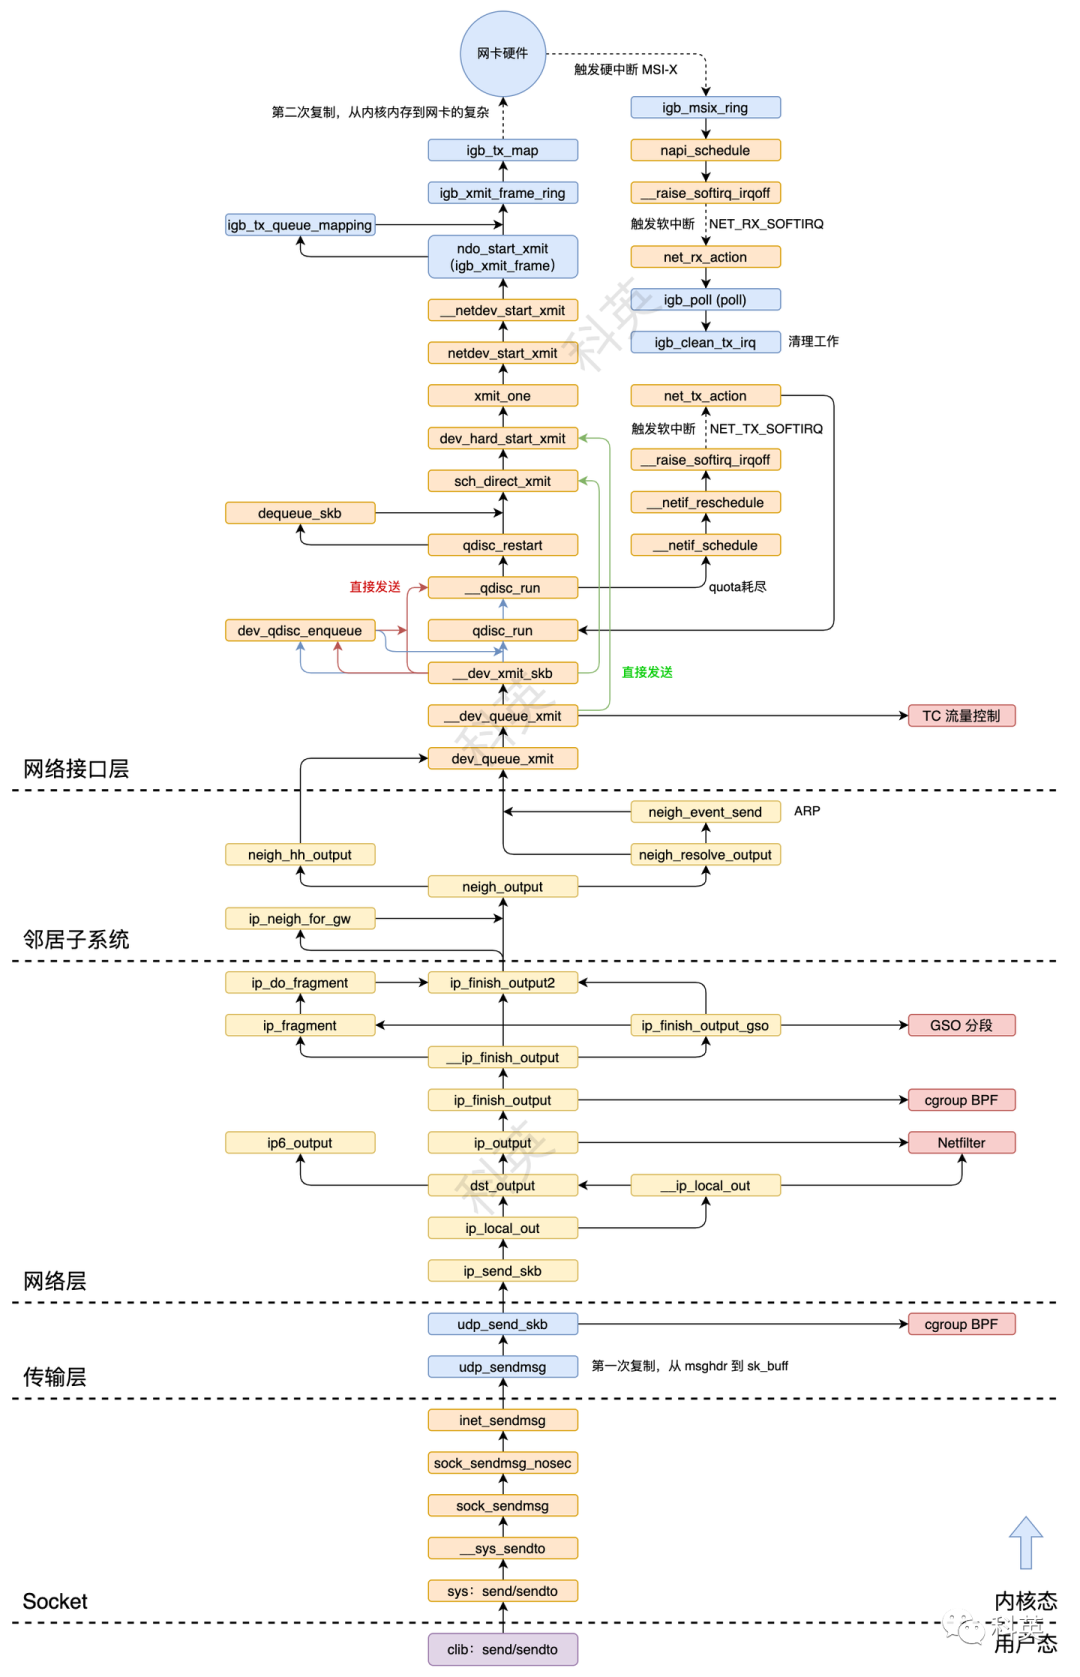 网卡硬件
触发硬中断 MSI-X
第二次复制，从内核内存到网卡的复杂
igb_msix_ring
igb_tx_map
napi_schedule
igb_xmit_frame_ring
__raise_softirq_irqoff
igb_tx_queue_mapping
触发软中断 NET_RX_SOFTIRQ
ndo_start_xmit
（igb_xmit_frame）
net_rx_action
igb_poll (poll)
__netdev_start_xmit
igb_clean_tx_irq 清理工作
netdev_start_xmit
xmit_one
net_tx_action
触发软中断 NET_TX_SOFTIRQ
dev_hard_start_xmit
__raise_softirq_irqoff
sch_direct_xmit
__netif_reschedule
dequeue_skb
qdisc_restart
__netif_schedule
直接发送
__qdisc_run
quota耗尽
dev_qdisc_enqueue
qdisc_run
__dev_xmit_skb
直接发送
__dev_queue_xmit
TC 流量控制
dev_queue_xmit
网络接口层
neigh_event_send
ARP
neigh_hh_output
neigh_resolve_output
neigh_output
ip_neigh_for_gw
邻居子系统
ip_do_fragment
ip_finish_output2
ip_fragment
ip_finish_output_gso
GSO 分段
__ip_finish_output
ip_finish_output
cgroup BPF
ip6_output
ip_output
Netfilter
dst_output
__ip_local_out
ip_local_out
ip_send_skb
网络层
udp_send_skb
cgroup BPF
udp_sendmsg
第一次复制，从 msghdr 到 sk_buff
传输层
inet_sendmsg
sock_sendmsg_nosec
sock_sendmsg
__sys_sendto
sys：send/sendto
Socket
内核态
clib：send/sendto
用户态
科英
科英
科英
科英